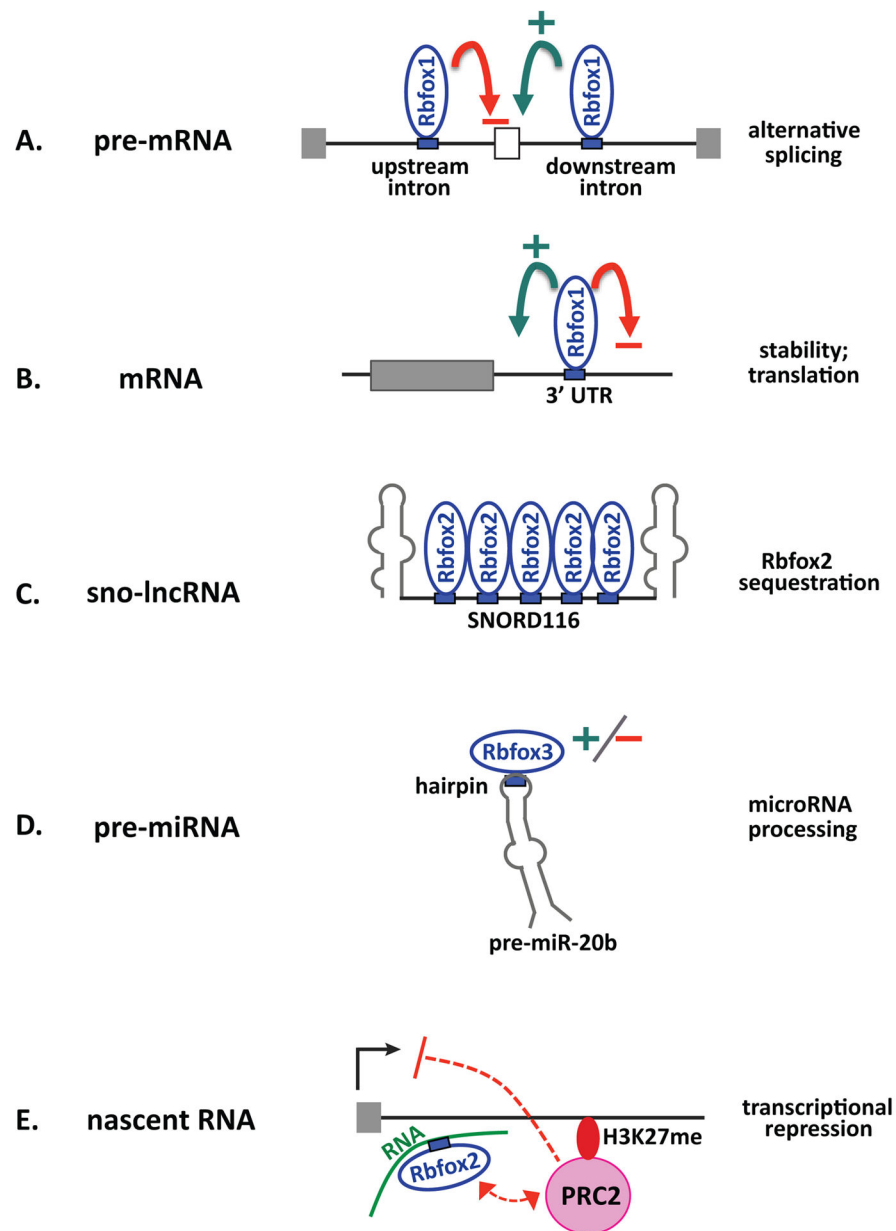 A. pre-mRNA
+
Rbfox1
Rbfox1
–
upstream
intron
downstream
intron
alternative
splicing
B. mRNA
+
Rbfox1
–
3’ UTR
stability;
translation
C. sno-lncRNA
Rbfox2
Rbfox2
Rbfox2
Rbfox2
Rbfox2
SNORD116
Rbfox2
sequestration
D. pre-miRNA
Rbfox3
+/–
hairpin
pre-miR-20b
microRNA
processing
E. nascent RNA
RNA
Rbfox2
H3K27me
PRC2
transcriptional
repression